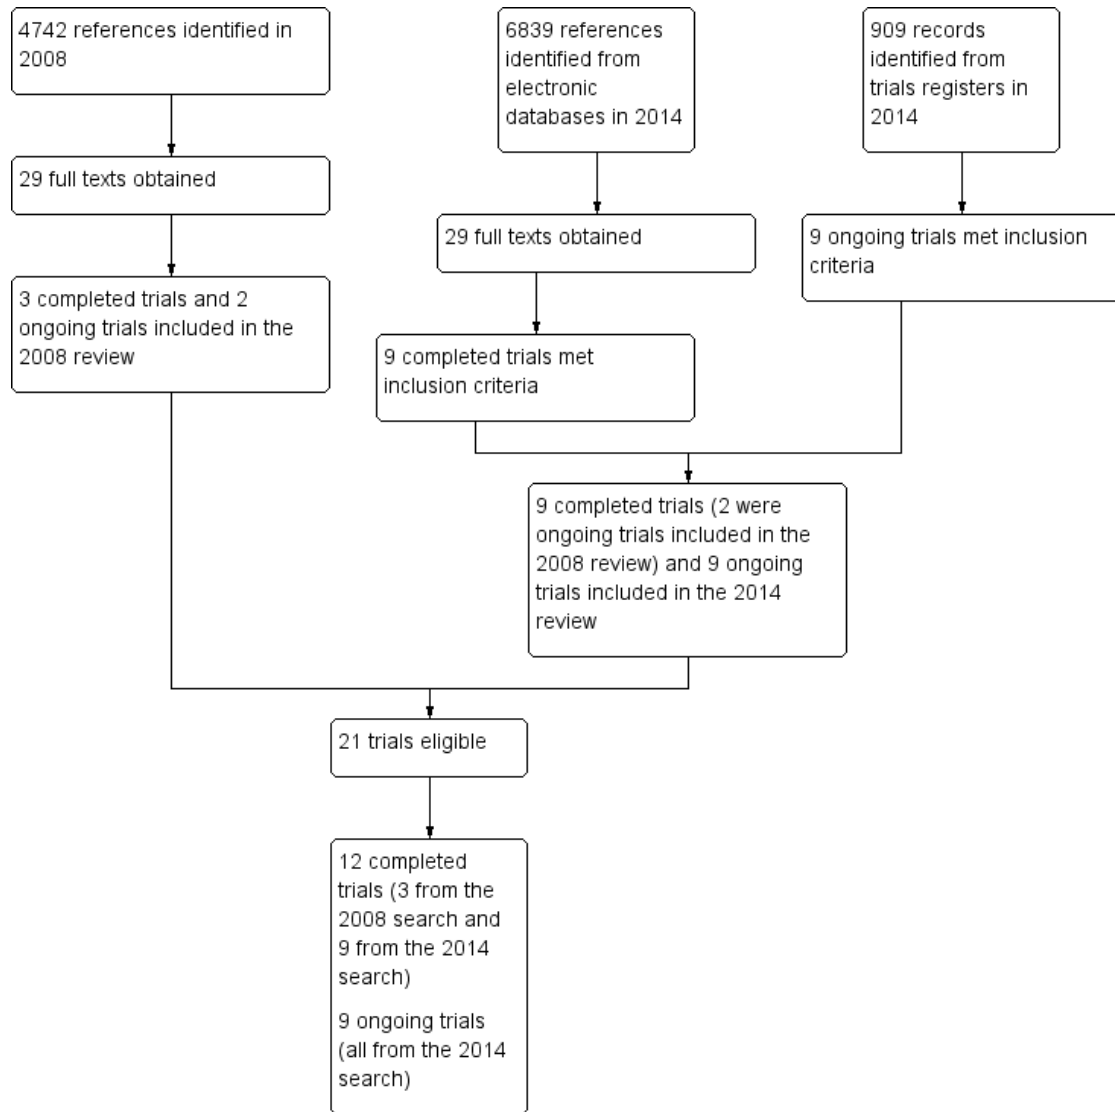 4742 references identified in
2008
6839 references
identified from
electronic
databases in 2014
909 records
identified from
trials registers in
2014
29 full texts obtained
29 full texts obtained
9 ongoing trials met inclusion
criteria
3 completed trials and 2
ongoing trials included in the
2008 review
9 completed trials met
inclusion criteria
9 completed trials (2 were
ongoing trials included in the
2008 review) and 9 ongoing
trials included in the 2014
review
21 trials eligible
12 completed
trials (3 from the
2008 search and
9 from the 2014
search)
9 ongoing trials
(all from the 2014
search)